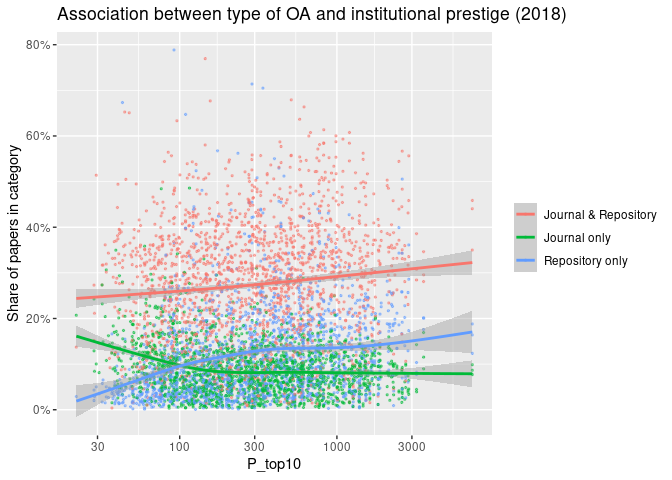 Association between type of OA and institutional prestige (2018)
80%
60%
40%
20%
0%
Share of papers in category
30
100
300
1000
3000
P_top10
Journal & Repository
Journal only
Repository only